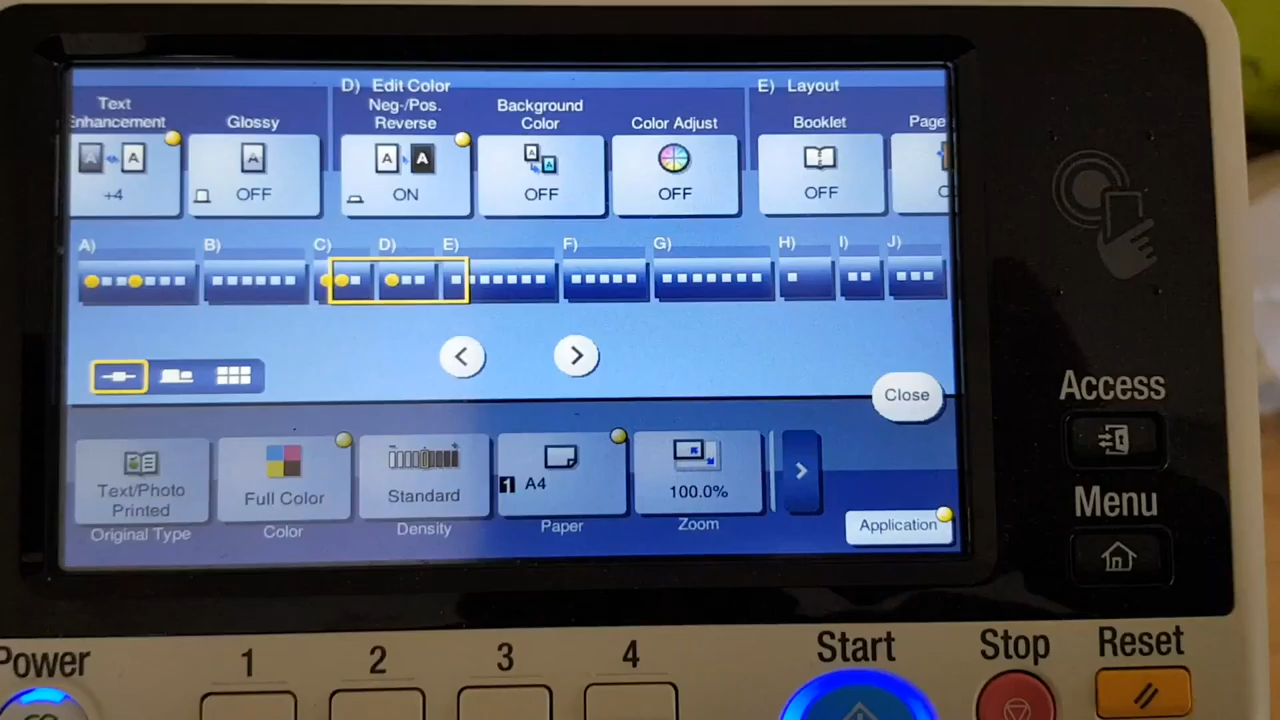 D) Edit Color
E) Layout
Text
Enhancement
Glossy
Neg-/Pos.
Reverse
Background
Color
Color Adjust
Booklet
Page
+4
OFF
ON
OFF
OFF
OFF
A)
B)
C)
D)
E)
F)
G)
H)
I)
J)
Close
Text/Photo
Printed
Full Color
Standard
1 A4
100.0%
Original Type
Color
Density
Paper
Zoom
Application
Access
Menu
Power
1
2
3
4
Start
Stop
Reset